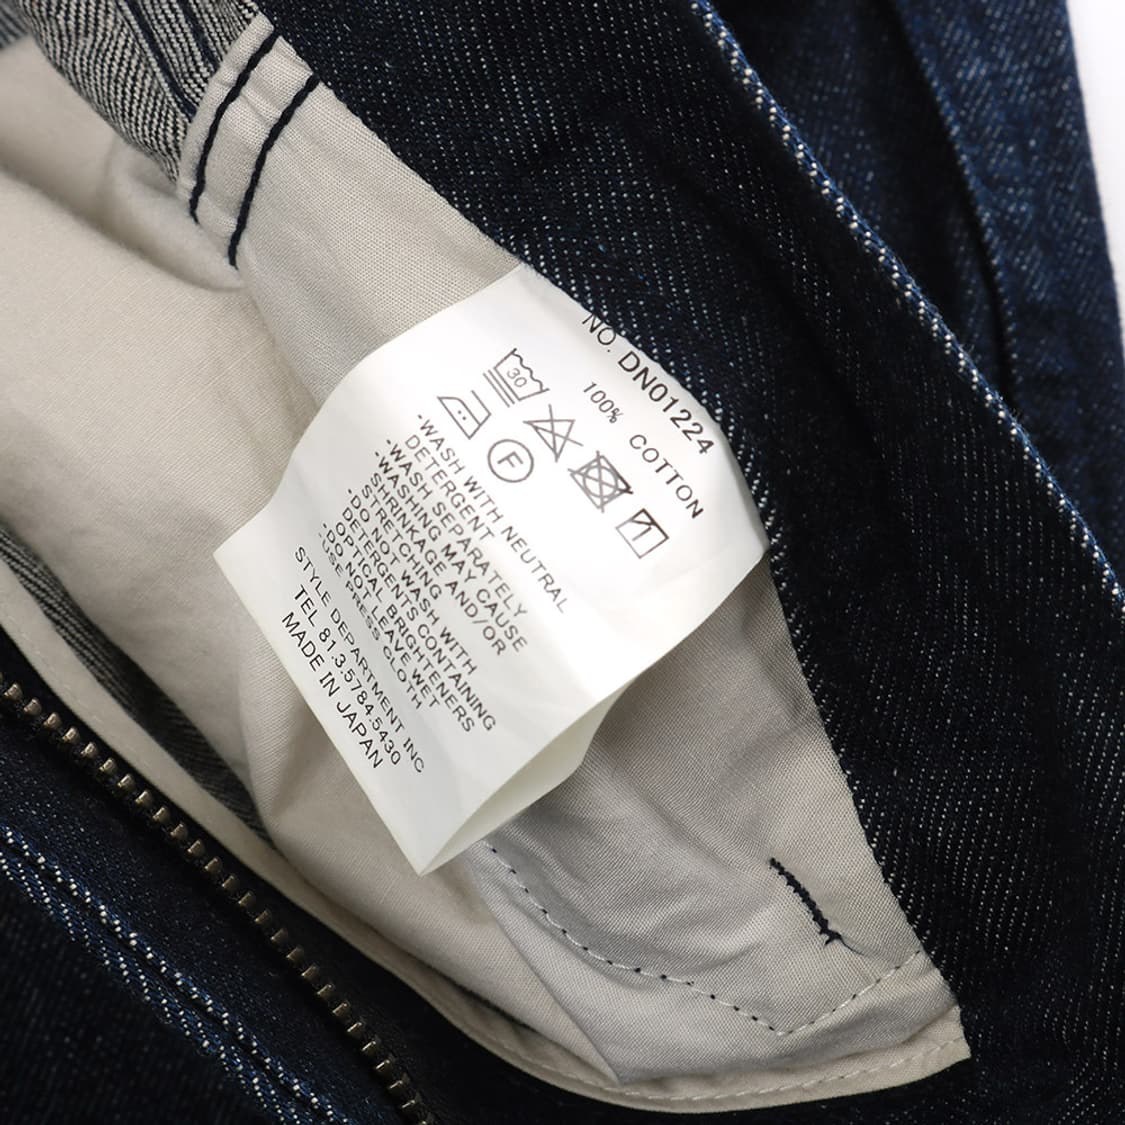 NO. DN01224
100% COTTON
30
F
-WASH WITH NEUTRAL
DETERGENT
-WASH SEPARATELY
-WASHING MAY CAUSE
SHRINKAGE AND/OR
STRETCHING
-DO NOT WASH WITH
DETERGENTS CONTAINING
OPTICAL BRIGHTENERS
-DO NOT LEAVE WET
-USE PRESS CLOTH
STYLE DEPARTMENT INC
TEL 81.3.5784.5430
MADE IN JAPAN